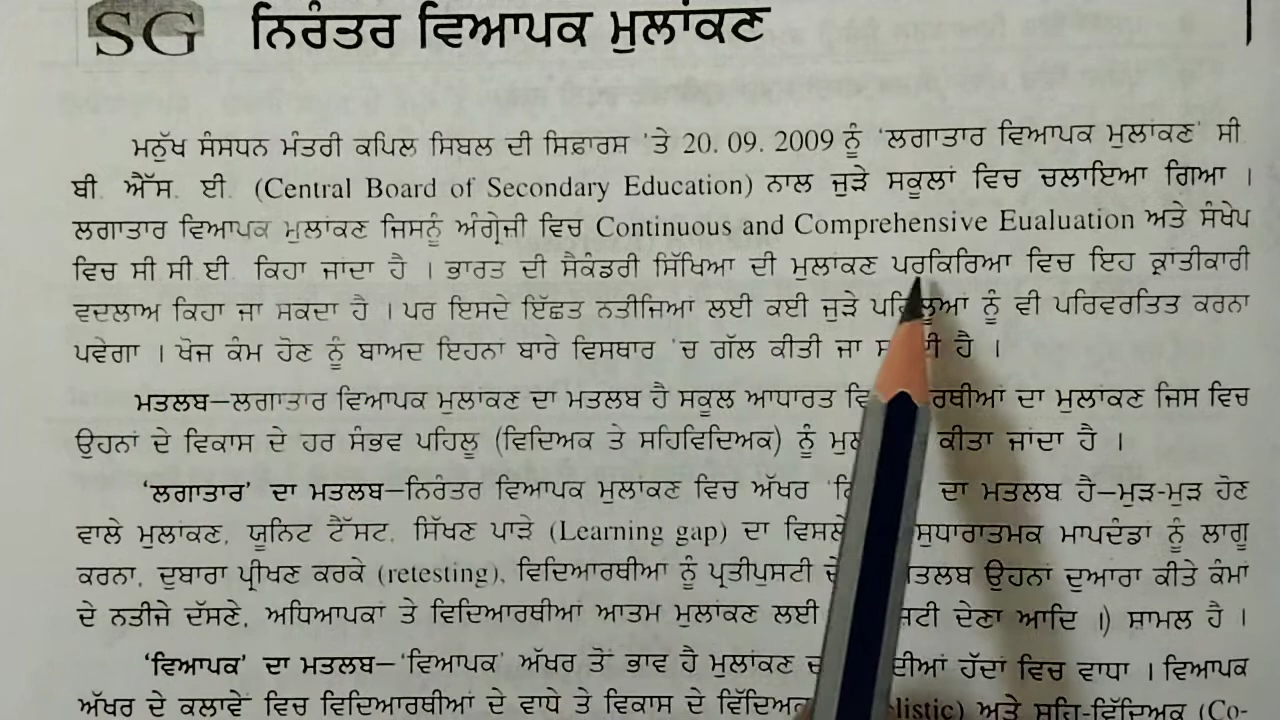 SG ਨਿਰੰਤਰ ਵਿਆਪਕ ਮੁਲਾਂਕਣ
ਮਨੁੱਖ ਸੰਸਧਨ ਮੰਤਰੀ ਕਪਿਲ ਸਿਬਲ ਦੀ ਸਿਫ਼ਾਰਸ 'ਤੇ 20. 09. 2009 ਨੂੰ 'ਲਗਾਤਾਰ ਵਿਆਪਕ ਮੁਲਾਂਕਣ' ਸੀ.
ਬੀ. ਐੱਸ. ਈ. (Central Board of Secondary Education) ਨਾਲ ਜੁੜੇ ਸਕੂਲਾਂ ਵਿਚ ਚਲਾਇਆ ਗਿਆ ।
ਲਗਾਤਾਰ ਵਿਆਪਕ ਮੁਲਾਂਕਣ ਜਿਸਨੂੰ ਅੰਗ੍ਰੇਜੀ ਵਿਚ Continuous and Comprehensive Eualuation ਅਤੇ ਸੰਖੇਪ
ਵਿਚ ਸੀ ਸੀ ਈ. ਕਿਹਾ ਜਾਂਦਾ ਹੈ । ਭਾਰਤ ਦੀ ਸੈਕੰਡਰੀ ਸਿੱਖਿਆ ਦੀ ਮੁਲਾਂਕਣ ਪਰਕਿਰਿਆ ਵਿਚ ਇਹ ਕ੍ਰਾਂਤੀਕਾਰੀ
ਵਦਲਾਅ ਕਿਹਾ ਜਾ ਸਕਦਾ ਹੈ । ਪਰ ਇਸਦੇ ਇੱਛਤ ਨਤੀਜਿਆਂ ਲਈ ਕਈ ਜੁੜੇ ਪਹਿਲੂਆਂ ਨੂੰ ਵੀ ਪਰਿਵਰਤਿਤ ਕਰਨਾ
ਪਵੇਗਾ । ਖੋਜ ਕੰਮ ਹੋਣ ਨੂੰ ਬਾਅਦ ਇਹਨਾਂ ਬਾਰੇ ਵਿਸਥਾਰ 'ਚ ਗੱਲ ਕੀਤੀ ਜਾ ਹੈ ।
ਮਤਲਬ–ਲਗਾਤਾਰ ਵਿਆਪਕ ਮੁਲਾਂਕਣ ਦਾ ਮਤਲਬ ਹੈ ਸਕੂਲ ਆਧਾਰਤ ਦਾ ਮੁਲਾਂਕਣ ਜਿਸ ਵਿਚ
ਉਹਨਾਂ ਦੇ ਵਿਕਾਸ ਦੇ ਹਰ ਸੰਭਵ ਪਹਿਲੂ (ਵਿਦਿਅਕ ਤੇ ਸਹਿਵਿਦਿਅਕ) ਨੂੰ ਕੀਤਾ ਜਾਂਦਾ ਹੈ ।
'ਲਗਾਤਾਰ' ਦਾ ਮਤਲਬ–ਨਿਰੰਤਰ ਵਿਆਪਕ ਮੁਲਾਂਕਣ ਵਿਚ ਅੱਖਰ ਦਾ ਮਤਲਬ ਹੈ–ਮੁੜ-ਮੁੜ ਹੋਣ
ਵਾਲੇ ਮੁਲਾਂਕਣ, ਯੂਨਿਟ ਟੈੱਸਟ, ਸਿੱਖਣ ਪਾੜੇ (Learning gap) ਦਾ ਸੁਧਾਰਾਤਮਕ ਮਾਪਦੰਡਾਂ ਨੂੰ ਲਾਗੂ
ਕਰਨਾ, ਦੁਬਾਰਾ ਪ੍ਰੀਖਣ ਕਰਕੇ (retesting), ਵਿਦਿਆਰਥੀਆਂ ਨੂੰ ਪ੍ਰਤੀਪੁਸਟੀ ਉਹਨਾਂ ਦੁਆਂਰਾ ਕੀਤੇ ਕੰਮਾਂ
ਦੇ ਨਤੀਜੇ ਦੱਸਣੇ, ਅਧਿਆਪਕਾਂ ਤੇ ਵਿਦਿਆਰਥੀਆਂ ਆਤਮ ਮੁਲਾਂਕਣ ਲਈ ਦੇਣਾ ਆਦਿ ।) ਸ਼ਾਮਲ ਹੈ ।
'ਵਿਆਪਕ' ਦਾ ਮਤਲਬ–'ਵਿਆਪਕ' ਅੱਖਰ ਤੋਂ ਭਾਵ ਹੈ ਮੁਲਾਂਕਣ ਹੱਦਾਂ ਵਿਚ ਵਾਧਾ । ਵਿਆਪਕ
ਅੱਖਰ ਦੇ ਕਲਾਵੇ ਵਿਚ ਵਿਦਿਆਰਥੀਆਂ ਦੇ ਵਾਧੇ ਤੇ ਵਿਕਾਸ ਦੇ ਅਤੇ ਸਹਿ-ਵਿੱਦਿਅਕ (Co-